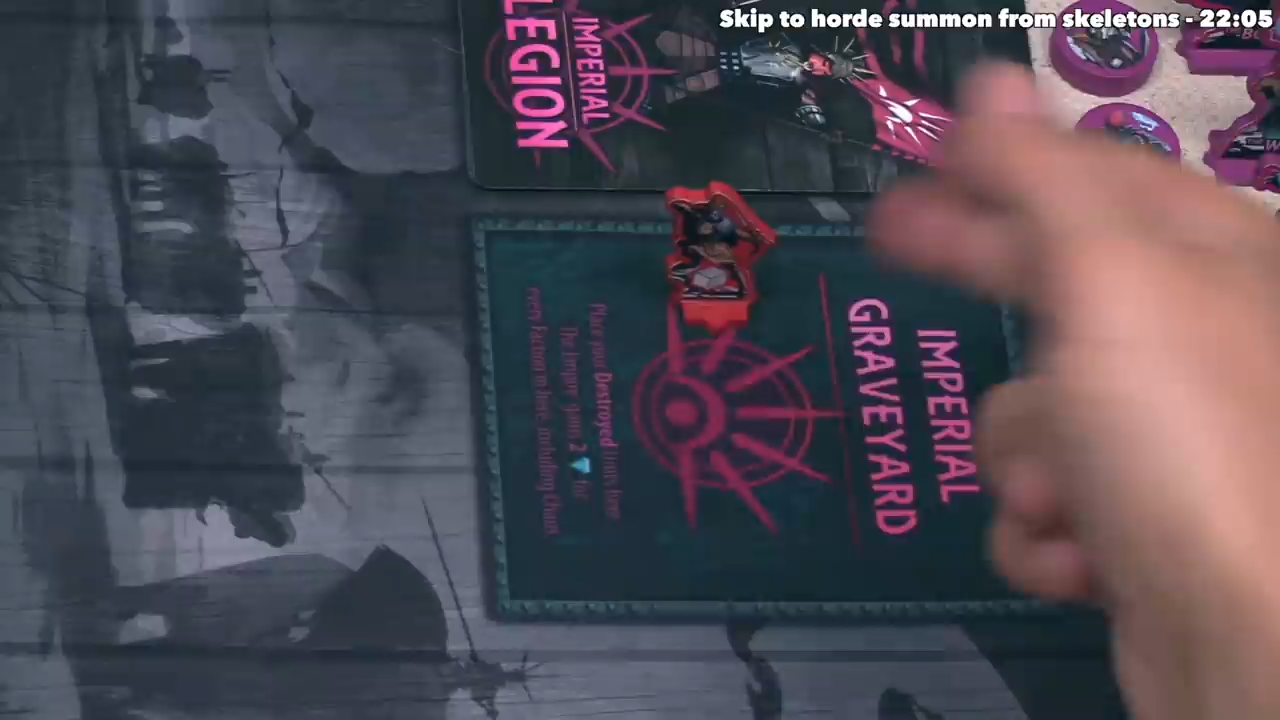 Skip to horde summon from skeletons - 22:05
IMPERIAL
LEGION
IMPERIAL
GRAVEYARD
Place your Destroyed Units here
The Empire gains 2 for
every Faction in here, including Chaos